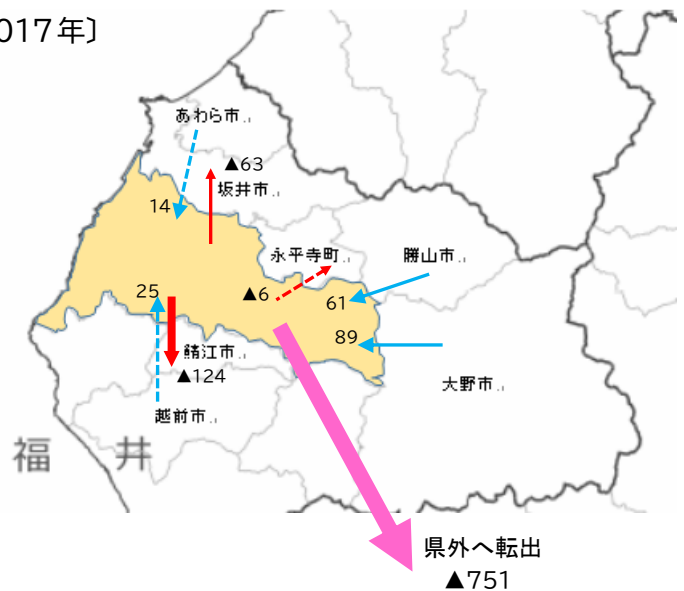 017年〕
あわら市
▲63
坂井市
14
永平寺町
勝山市
▲6
25
61
89
鯖江市
▲124
大野市
越前市
福井
県外へ転出
▲751